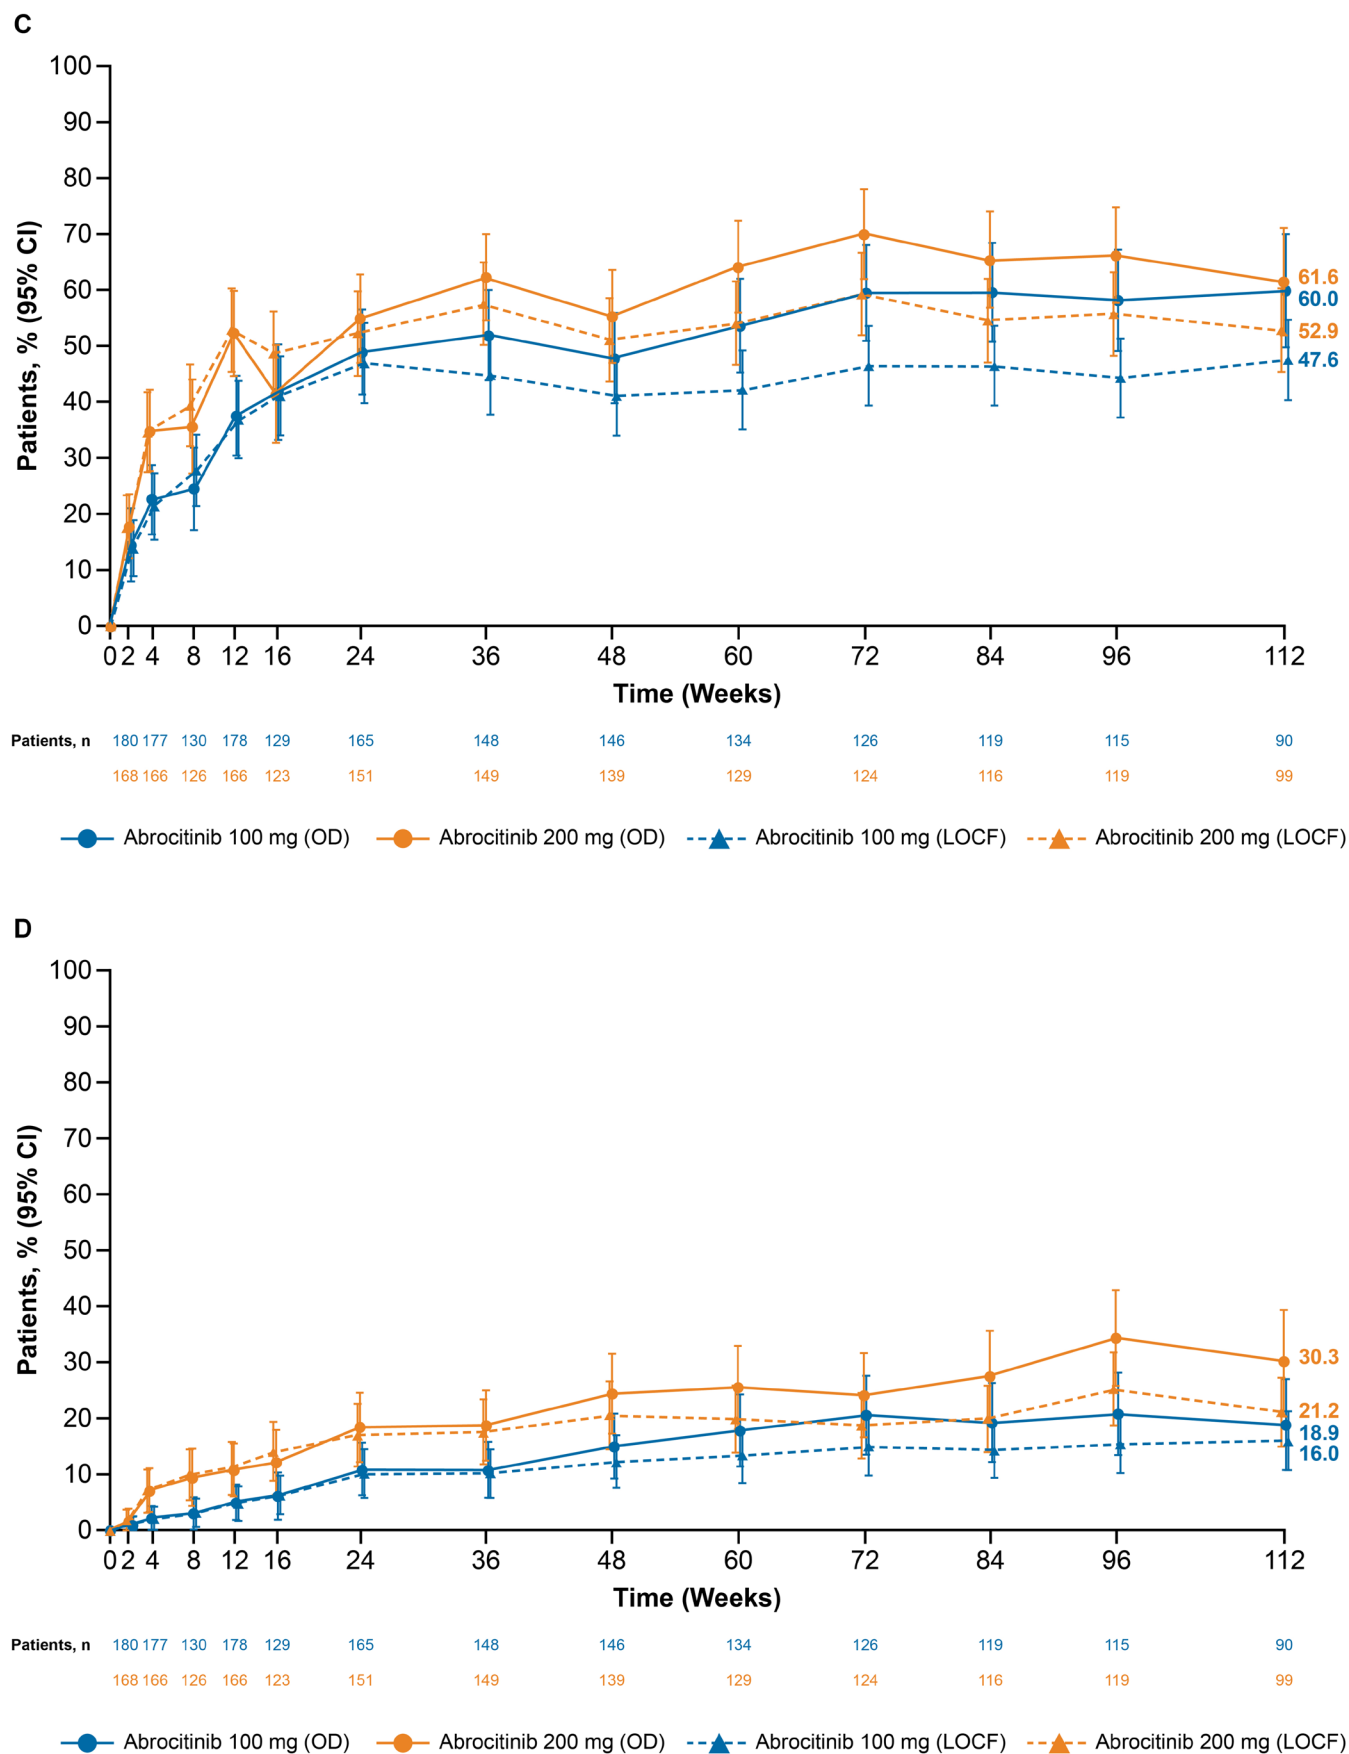 C
100
90
80
70
60
50
40
30
20
10
0
Patients, % (95% CI)
61.6
60.0
52.9
47.6
0 2 4 8 12 16 24 36 48 60 72 84 96 112
Time (Weeks)
Patients, n 180 177 130 178 129 165 148 146 134 126 119 115 90
168 166 126 166 123 151 149 139 129 124 116 119 99
Abrocitinib 100 mg (OD) Abrocitinib 200 mg (OD) Abrocitinib 100 mg (LOCF) Abrocitinib 200 mg (LOCF)
D
100
90
80
70
60
50
40
30
20
10
0
Patients, % (95% CI)
30.3
21.2
18.9
16.0
0 2 4 8 12 16 24 36 48 60 72 84 96 112
Time (Weeks)
Patients, n 180 177 130 178 129 165 148 146 134 126 119 115 90
168 166 126 166 123 151 149 139 129 124 116 119 99
Abrocitinib 100 mg (OD) Abrocitinib 200 mg (OD) Abrocitinib 100 mg (LOCF) Abrocitinib 200 mg (LOCF)